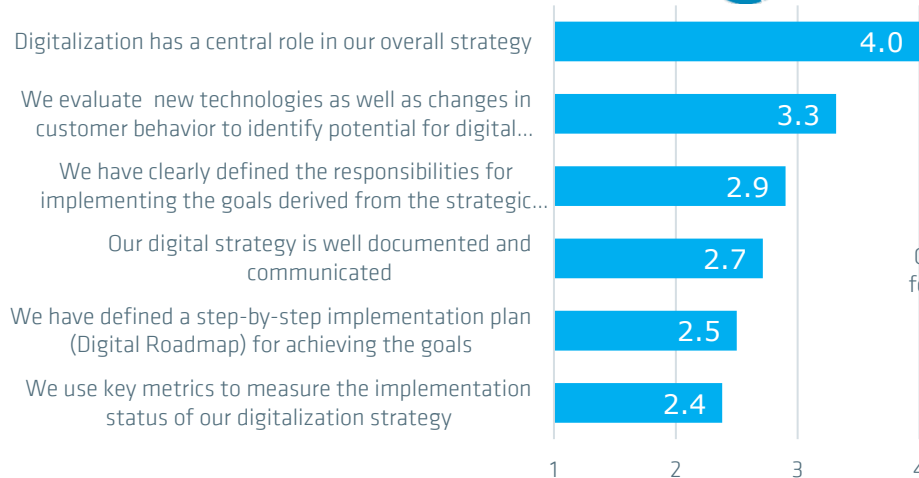 Digitalization has a central role in our overall strategy
4.0
We evaluate new technologies as well as changes in
customer behavior to identify potential for digital...
3.3
We have clearly defined the responsibilities for
implementing the goals derived from the strategic...
2.9
Our digital strategy is well documented and
communicated
2.7
We have defined a step-by-step implementation plan
(Digital Roadmap) for achieving the goals
2.5
We use key metrics to measure the implementation
status of our digitalization strategy
2.4
1 2 3 4